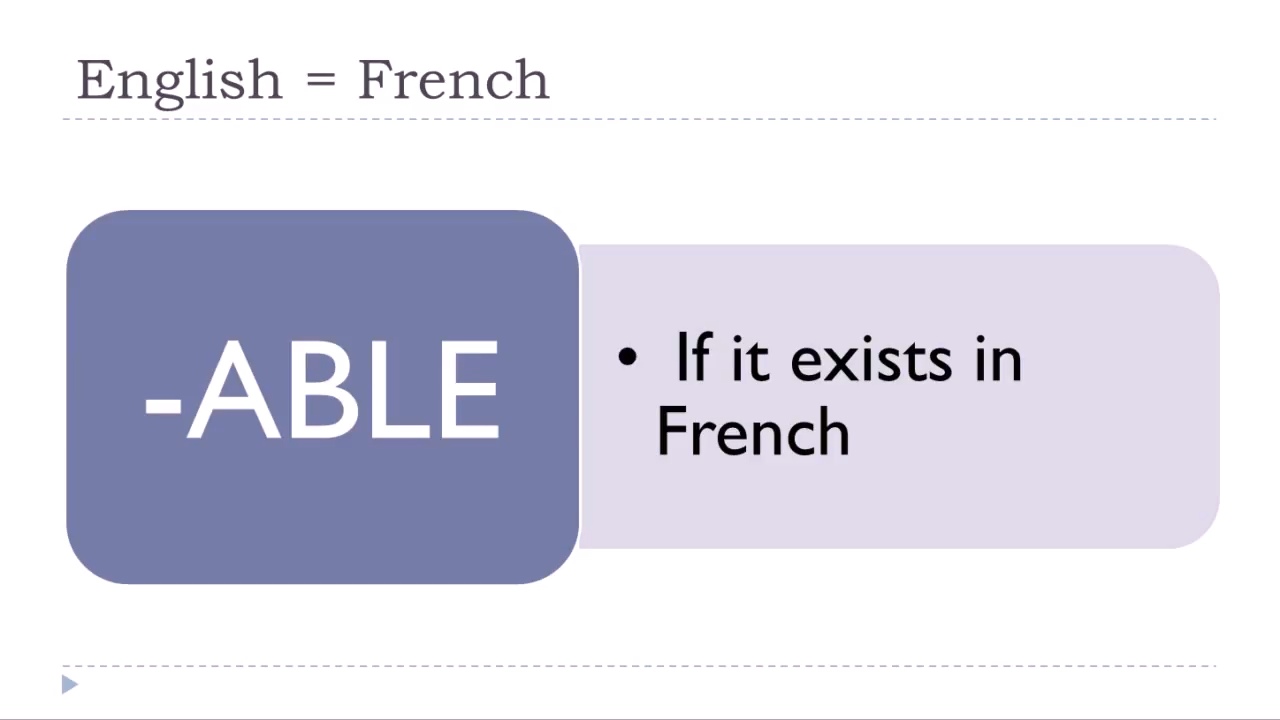 English = French
-ABLE
• If it exists in
French